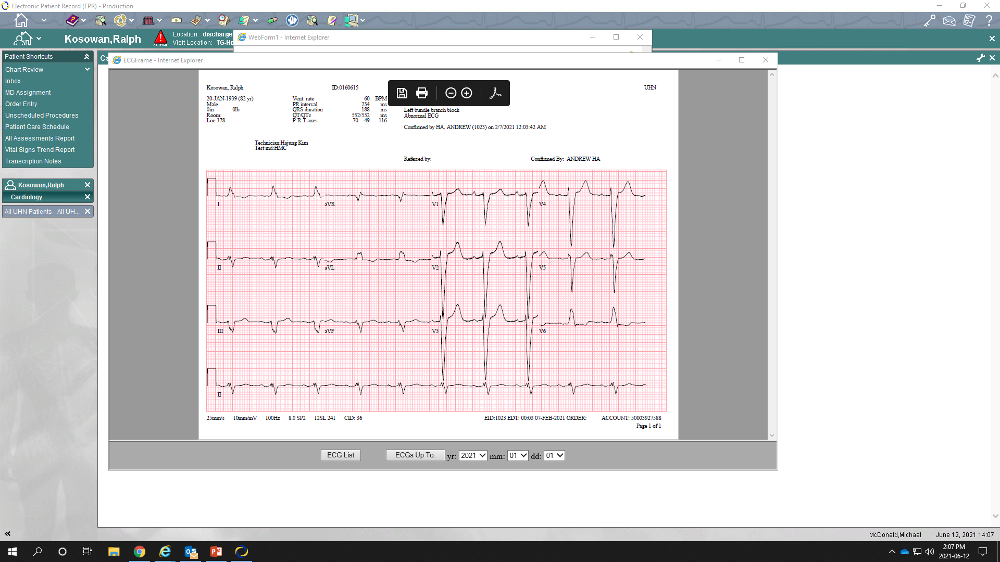 Electronic Patient Record (EPR) - Production
Kosowan,Ralph
CAUTION
Location: discharge
Visit Location: TG-He
WebForm1 - Internet Explorer
Patient Shortcuts
Chart Review
Inbox
MD Assignment
Order Entry
Unscheduled Procedures
Patient Care Schedule
All Assessments Report
Vital Signs Trend Report
Transcription Notes
Kosowan,Ralph
Cardiology
All UHN Patients - All UH...
Ca
ECGFrame - Internet Explorer
Kosowan, Ralph ID:0160615 UHN
20-JAN-1939 (82 yr) Vent. rate 60 BPM
Male PR interval 234 ms
0in 0lb QRS duration 188 ms Left bundle branch block
Room: QT/QTc 552/552 ms Abnormal ECG
Loc:378 P-R-T axes 70 -49 116
Confirmed by HA, ANDREW (1023) on 2/7/2021 12:03:42 AM
Technician:Hajung Kim
Test ind:HMC
Referred by: Confirmed By: ANDREW HA
I aVR V1 V4
II aVL V2 V5
III aVF V3 V6
II
25mm/s 10mm/mV 100Hz 8.0 SP2 12SL 241 CID: 36 EID:1023 EDT: 00:03 07-FEB-2021 ORDER: ACCOUNT: 50003927588
Page 1 of 1
ECG List ECGs Up To: yr: 2021 mm: 01 dd: 01
McDonald,Michael June 12, 2021 14:07
2:07 PM
2021-06-12